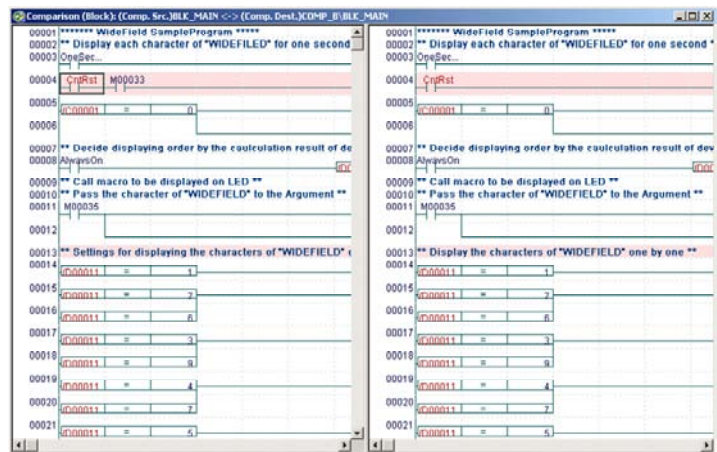 Comparison (Block): (Comp. Src.)BLK_MAIN <-> (Comp. Dest.)COMP_B\BLK_MAIN
00001 ******* WideField SampleProgram *****
00002 ** Display each character of "WIDEFILED" for one second
00003 OneSec...
00004 CntRst M00033
00005 C00001 = 0
00006
00007 ** Decide displaying order by the caulculation result of dev
00008 AlwaysOn
00009 ** Call macro to be displayed on LED **
00010 ** Pass the character of "WIDEFIELD" to the Argument **
00011 M00035
00012
00013 ** Settings for displaying the characters of "WIDEFIELD"
00014 D00011 = 1
00015 D00011 = 2
00016 D00011 = 6
00017 D00011 = 3
00018 D00011 = 9
00019 D00011 = 4
00020 D00011 = 7
00021 D00011 = 5
00001 ******* WideField SampleProgram *****
00002 ** Display each character of "WIDEFILED" for one second *
00003 OneSec...
00004 CntRst
00005 C00001 = 0
00006
00007 ** Decide displaying order by the caulculation result of dev
00008 AlwaysOn
00009 ** Call macro to be displayed on LED **
00010 ** Pass the character of "WIDEFIELD" to the Argument **
00011 M00035
00012
00013 ** Display the characters of "WIDEFIELD" one by one **
00014 D00011 = 1
00015 D00011 = 2
00016 D00011 = 6
00017 D00011 = 3
00018 D00011 = 9
00019 D00011 = 4
00020 D00011 = 7
00021 D00011 = 5